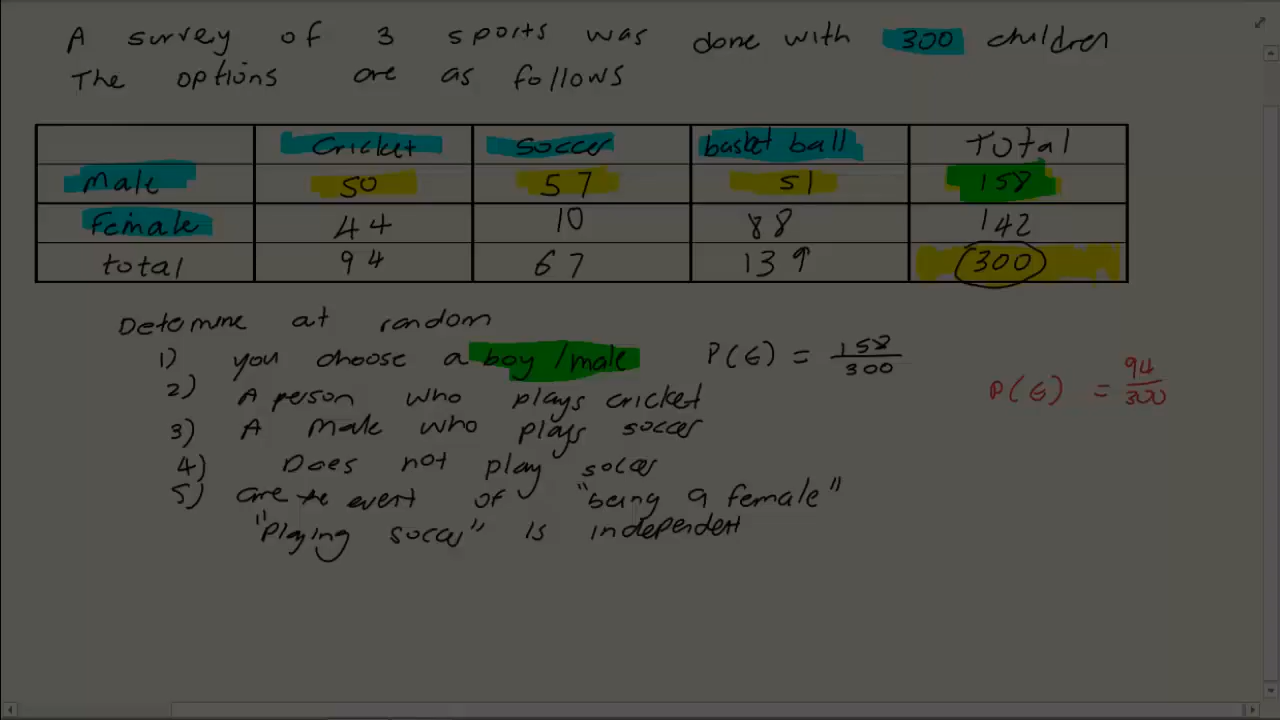 A survey of 3 sports was done with 300 children
The options are as follows
Cricket soccer basket ball Total
Male 50 57 51 158
Female 44 10 88 142
total 94 67 139 300
Determine at random
1) you choose a boy/male P(E) = 158/300
2) A person who plays cricket P(E) = 94/300
3) A Male who plays soccer
4) Does not play soccer
5) are the event of "being a female"
"Playing soccer" is independent